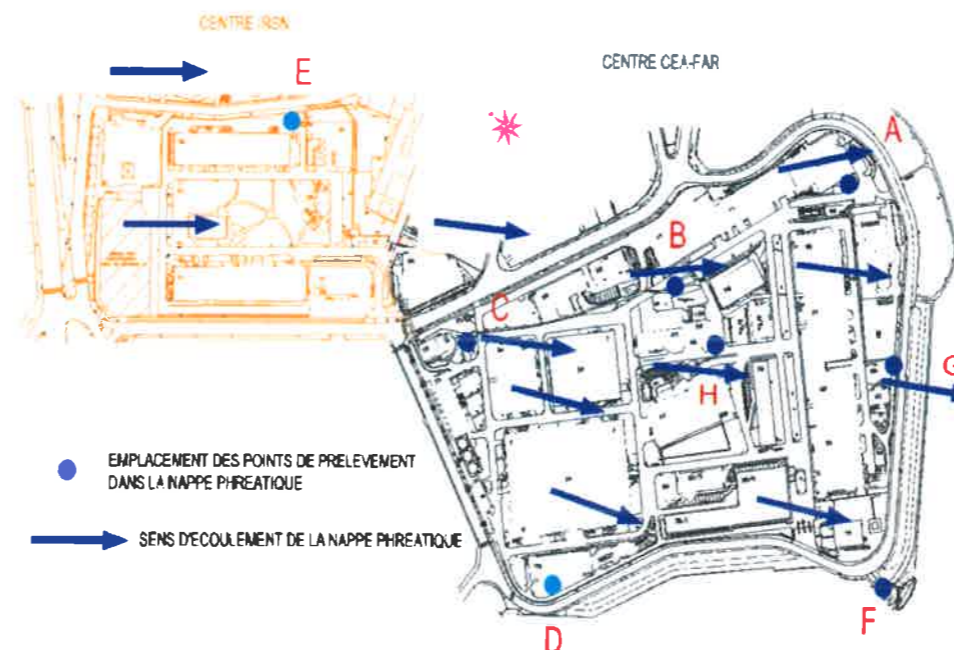 CENTRE IRSN
CENTRE CEA-FAR
E
A
B
C
G
H
EMPLACEMENT DES POINTS DE PRELEVEMENT
DANS LA NAPPE PHREATIQUE
SENS D'ECOULEMENT DE LA NAPPE PHREATIQUE
D
F